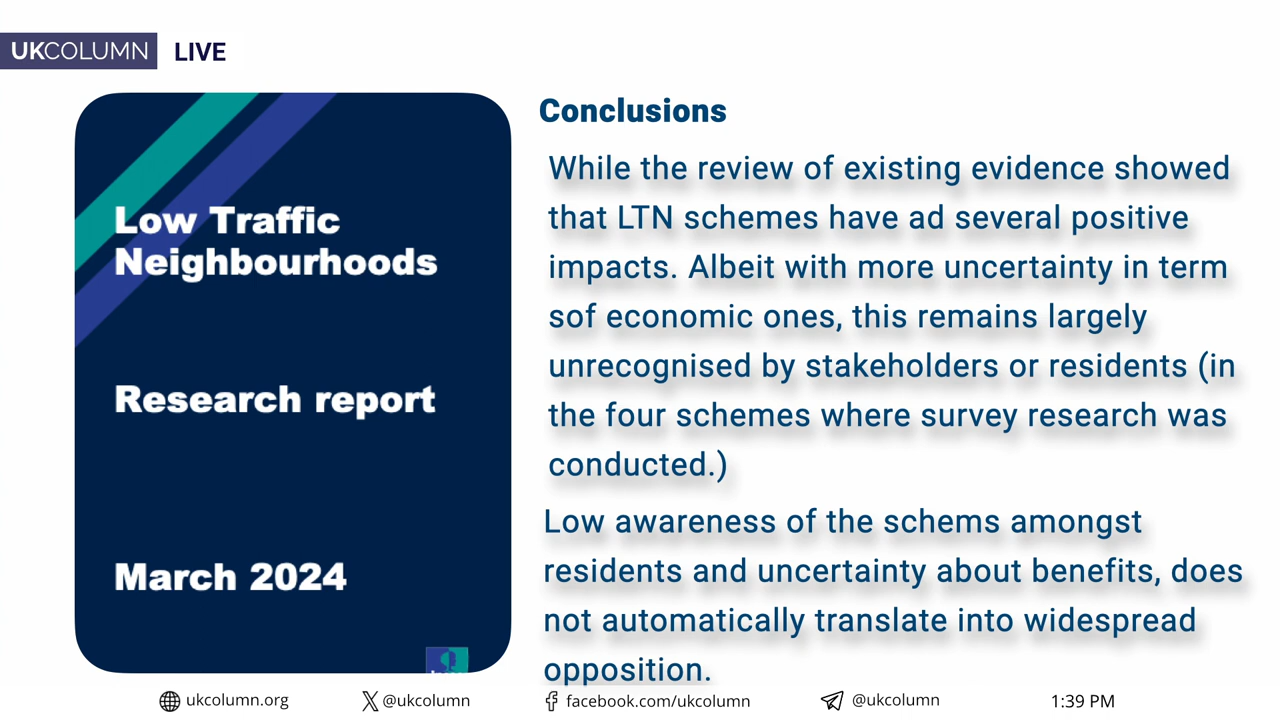 UKCOLUMN LIVE
Low Traffic
Neighbourhoods
Research report
March 2024
Conclusions
While the review of existing evidence showed
that LTN schemes have ad several positive
impacts. Albeit with more uncertainty in term
sof economic ones, this remains largely
unrecognised by stakeholders or residents (in
the four schemes where survey research was
conducted.)
Low awareness of the schems amongst
residents and uncertainty about benefits, does
not automatically translate into widespread
opposition.
ukcolumn.org @ukcolumn facebook.com/ukcolumn @ukcolumn 1:39 PM